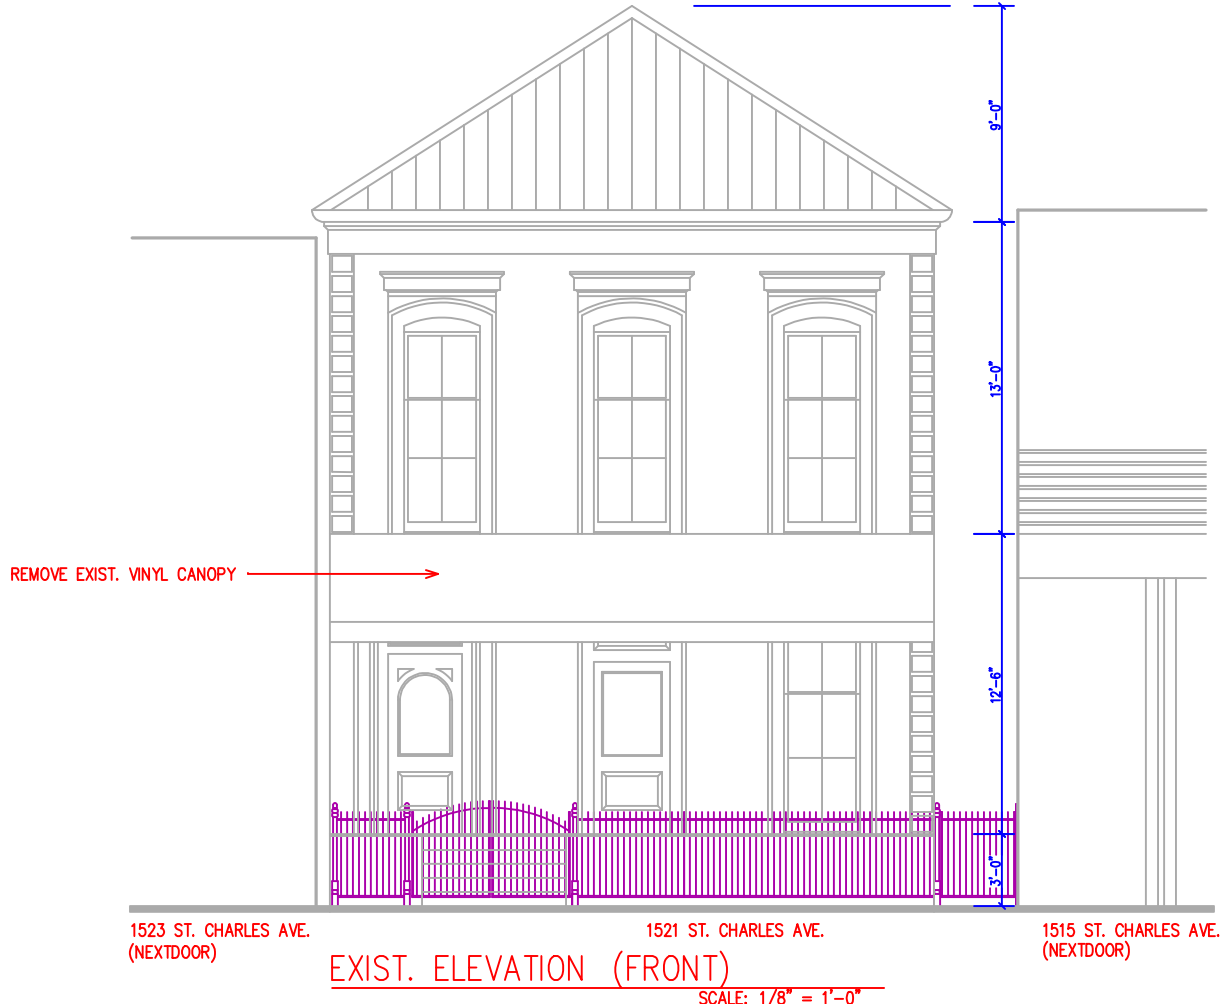 9'-0"
13'-0"
REMOVE EXIST. VINYL CANOPY
12'-6"
3'-0"
1523 ST. CHARLES AVE.
(NEXTDOOR)
1521 ST. CHARLES AVE.
1515 ST. CHARLES AVE.
(NEXTDOOR)
EXIST. ELEVATION (FRONT)
SCALE: 1/8" = 1'-0"